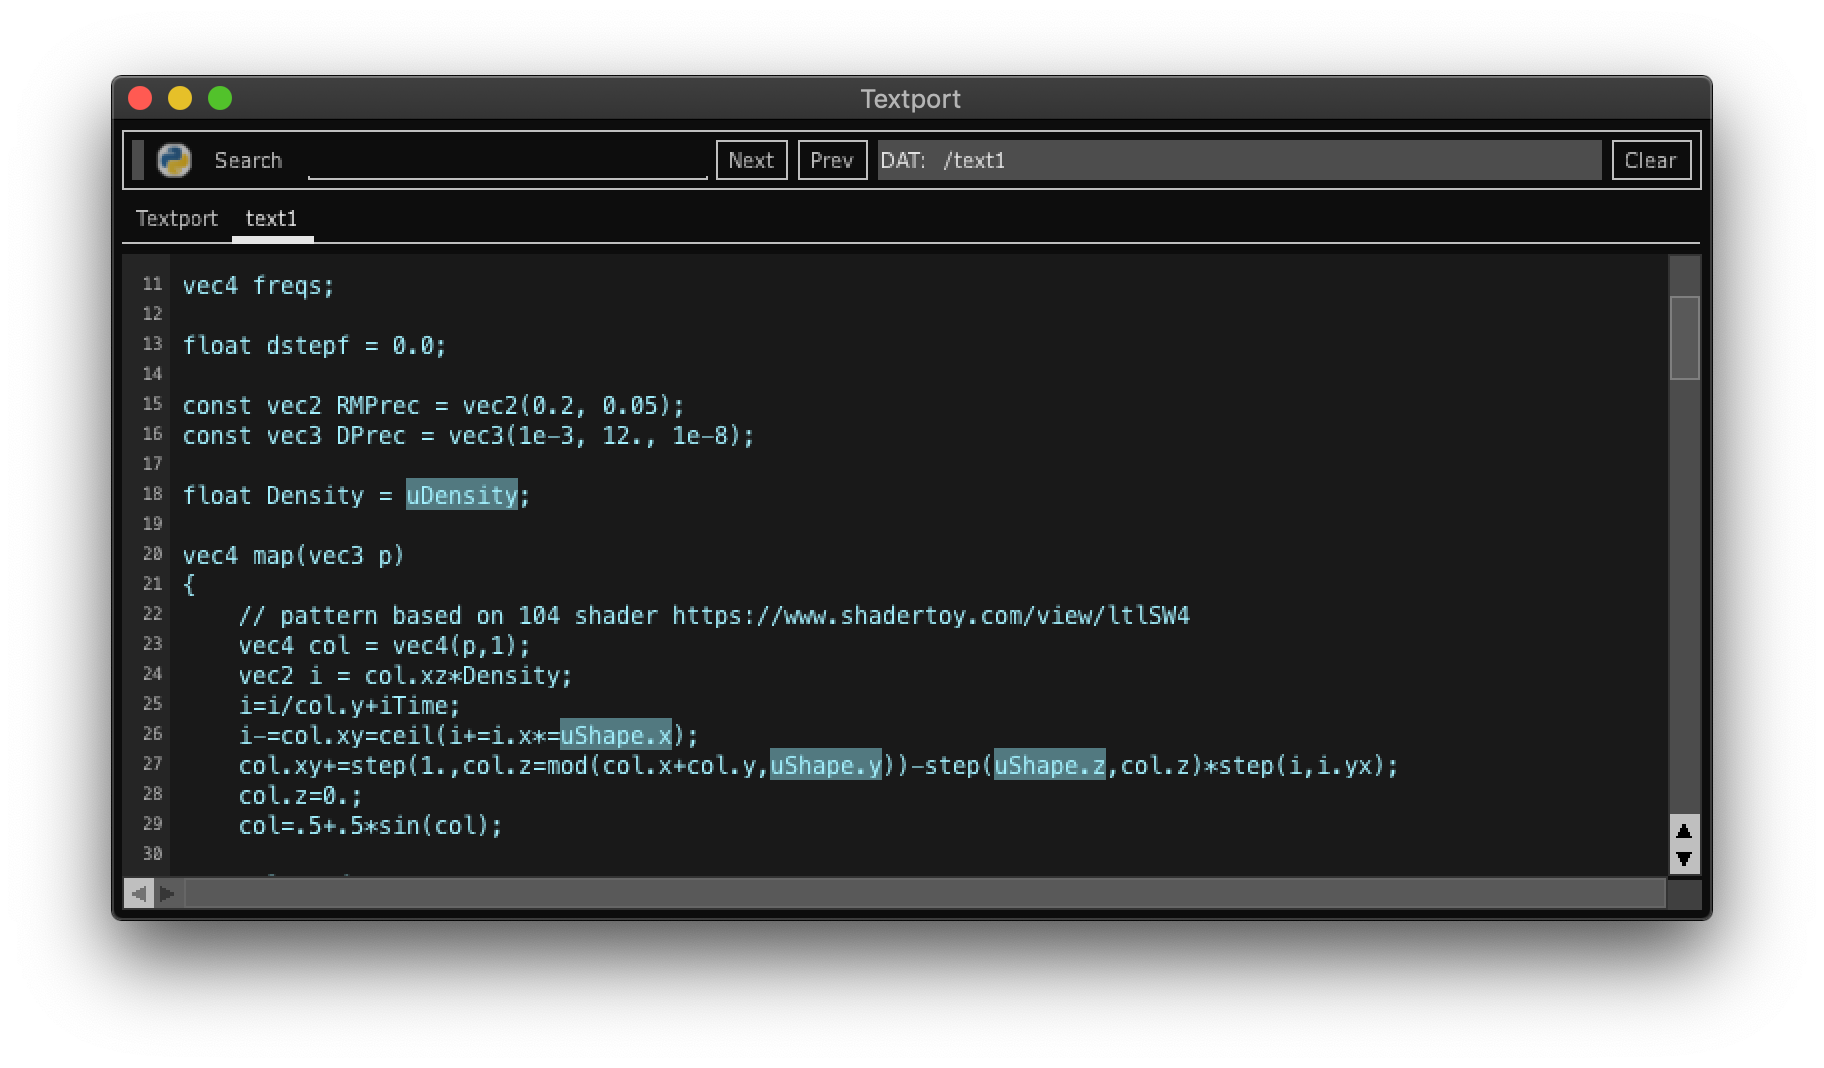 Textport
Search Next Prev DAT: /text1 Clear
Textport text1
11 vec4 freqs;
12
13 float dstepf = 0.0;
14
15 const vec2 RMPrec = vec2(0.2, 0.05);
16 const vec3 DPrec = vec3(1e-3, 12., 1e-8);
17
18 float Density = uDensity;
19
20 vec4 map(vec3 p)
21 {
22     // pattern based on 104 shader https://www.shadertoy.com/view/ltlSW4
23     vec4 col = vec4(p,1);
24     vec2 i = col.xz*Density;
25     i=i/col.y+iTime;
26     i-=col.xy=ceil(i+=i.x*=uShape.x);
27     col.xy+=step(1.,col.z=mod(col.x+col.y,uShape.y))-step(uShape.z,col.z)*step(i,i.yx);
28     col.z=0.;
29     col=.5+.5*sin(col);
30